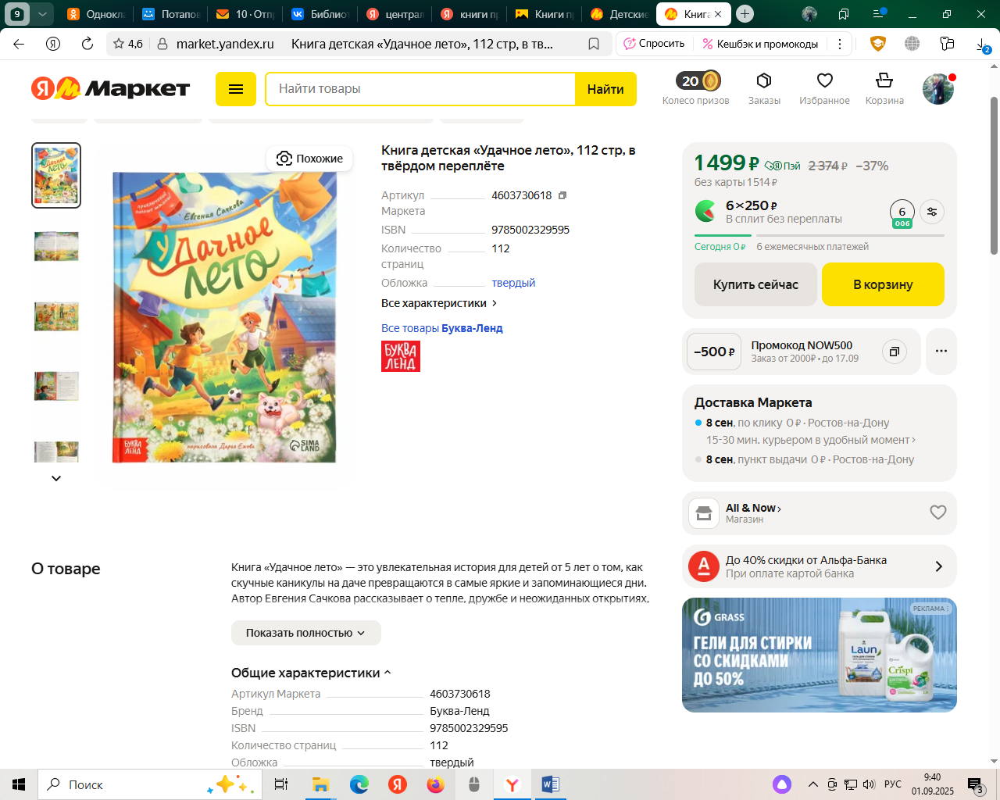 9
Однокла
Потапов
10 · Отпр
Библиот
централ
книги пр
Книги пр
Детские
Книга
4,6
market.yandex.ru
Книга детская «Удачное лето», 112 стр, в тв...
Спросить
Кешбэк и промокоды
2
Я М Маркет
Найти товары
Найти
20
Колесо призов
Заказы
Избранное
Корзина
Похожие
приключения
Евгения Сачкова
уДачное
лето
БУКВА
ЛЕНД
нарисовала Дарья Ежова
SIMA
LAND
Книга детская «Удачное лето», 112 стр, в
твёрдом переплёте
Артикул
Маркета
4603730618
ISBN
9785002329595
Количество
страниц
112
Обложка
твердый
Все характеристики
Все товары Буква-Ленд
БУКВА
ЛЕНД
1 499 ₽ Пэй 2 374 ₽ –37%
без карты 1 514 ₽
6×250 ₽
В сплит без переплаты
6
006
Сегодня 0 ₽
6 ежемесячных платежей
Купить сейчас
В корзину
–500 ₽
Промокод NOW500
Заказ от 2000₽ · до 17.09
Доставка Маркета
8 сен, по клику 0 ₽ · Ростов-на-Дону
15-30 мин. курьером в удобный момент
8 сен, пункт выдачи 0 ₽ · Ростов-на-Дону
All & Now
Магазин
До 40% скидки от Альфа-Банка
При оплате картой банка
РЕКЛАМА
GRASS
ГЕЛИ ДЛЯ СТИРКИ
СО СКИДКАМИ
ДО 50%
Laun
Crispi
О товаре
Книга «Удачное лето» — это увлекательная история для детей от 5 лет о том, как
скучные каникулы на даче превращаются в самые яркие и запоминающиеся дни.
Автор Евгения Сачкова рассказывает о тепле, дружбе и неожиданных открытиях,
Показать полностью
Общие характеристики
Артикул Маркета
4603730618
Бренд
Буква-Ленд
ISBN
9785002329595
Количество страниц
112
Обложка
твердый
Поиск
РУС
9:40
01.09.2025
3